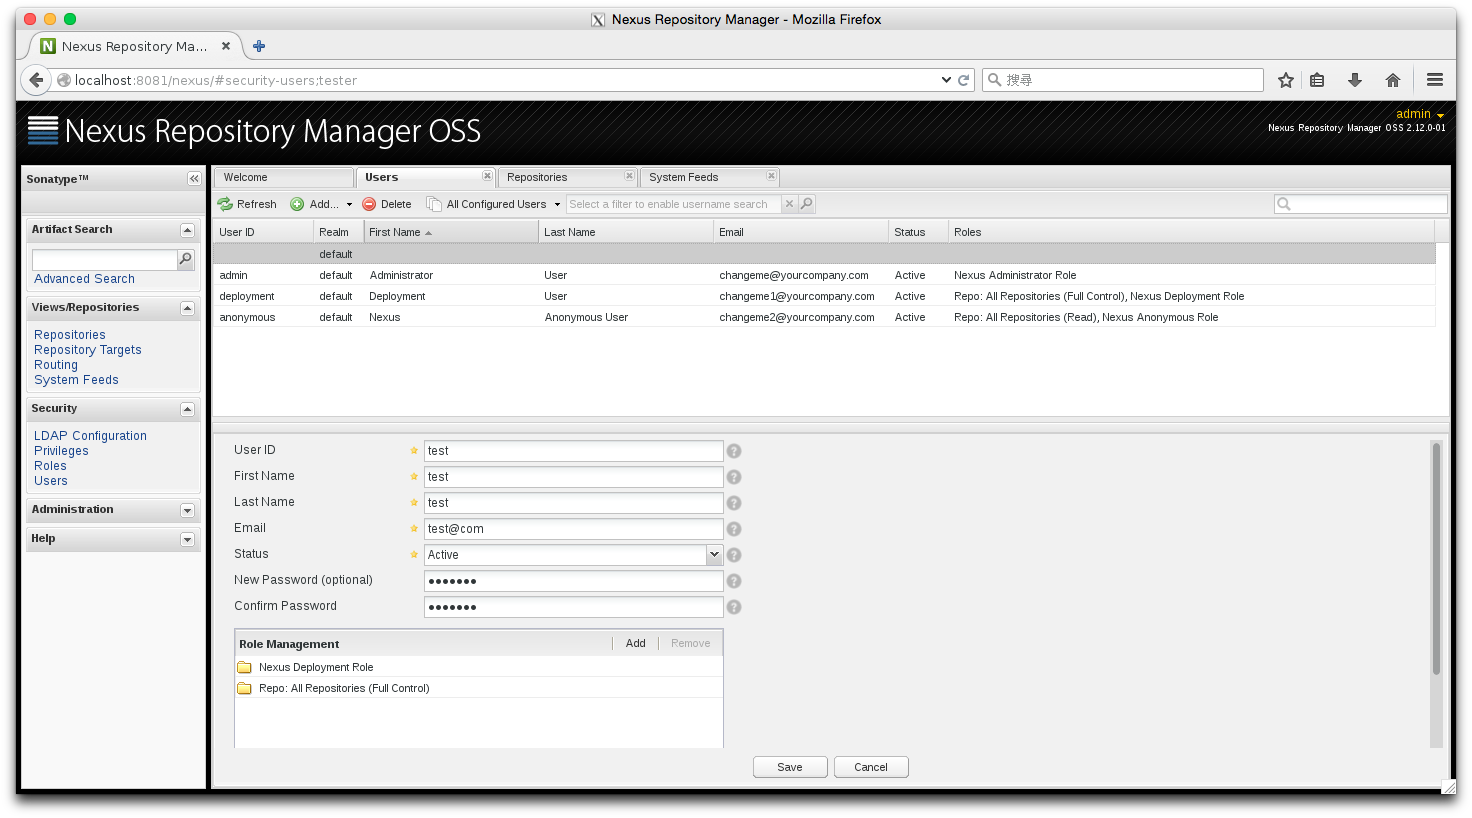 Nexus Repository Manager - Mozilla Firefox
Nexus Repository Ma...
localhost:8081/nexus/#security-users;tester
搜尋
Nexus Repository Manager OSS
admin
Nexus Repository Manager OSS 2.12.0-01
Sonatype™
Artifact Search
Advanced Search
Views/Repositories
Repositories
Repository Targets
Routing
System Feeds
Security
LDAP Configuration
Privileges
Roles
Users
Administration
Help
Welcome Users Repositories System Feeds
Refresh Add... Delete All Configured Users Select a filter to enable username search
User ID Realm First Name Last Name Email Status Roles
default
admin default Administrator User changeme@yourcompany.com Active Nexus Administrator Role
deployment default Deployment User changeme1@yourcompany.com Active Repo: All Repositories (Full Control), Nexus Deployment Role
anonymous default Nexus Anonymous User changeme2@yourcompany.com Active Repo: All Repositories (Read), Nexus Anonymous Role
User ID test
First Name test
Last Name test
Email test@com
Status Active
New Password (optional) •••••••
Confirm Password •••••••
Role Management Add Remove
Nexus Deployment Role
Repo: All Repositories (Full Control)
Save Cancel